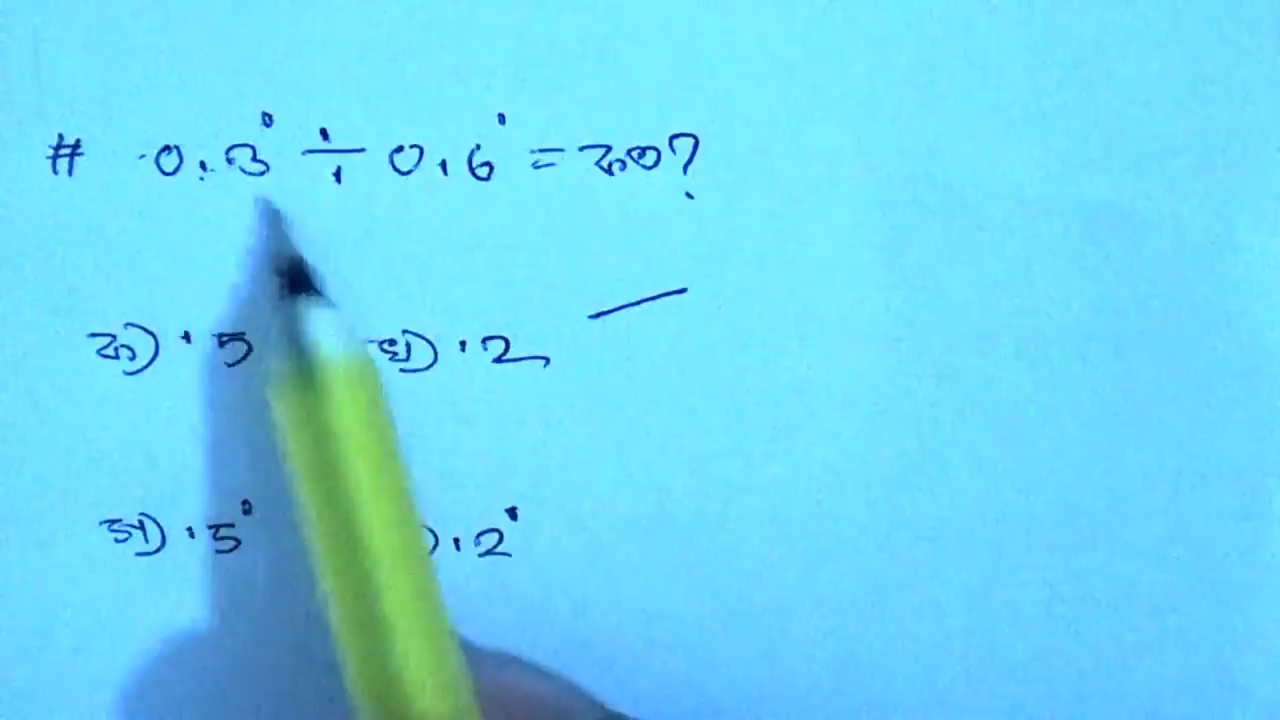 # 0.3̇ ÷ 0.6̇ = কত?
ক) .5 খ) .2
গ) .5̇ ) .2̇